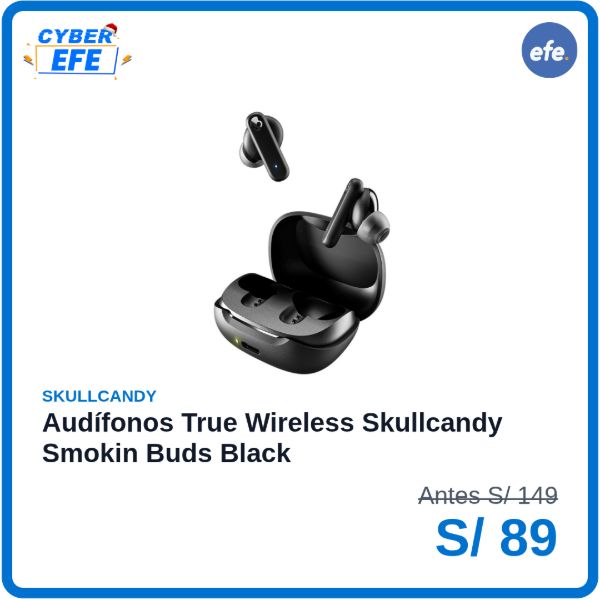 CYBER
EFE
efe.
SKULLCANDY
Audífonos True Wireless Skullcandy
Smokin Buds Black
Antes S/ 149
S/ 89